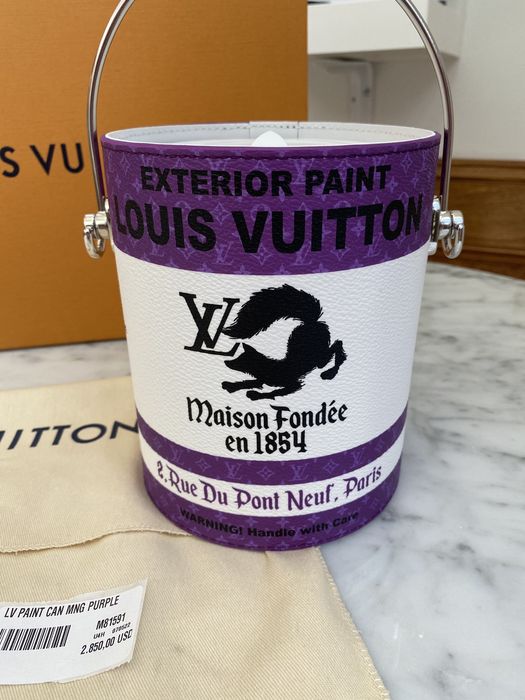 IS VU
EXTERIOR PAINT
LOUIS VUITTON
LV
Maison Fondée
en 1854
2, Rue Du Pont Neuf, Paris
WARNING! Handle with Care
UITTON
LV PAINT CAN MNG PURPLE
M81591
2.850,00 USD